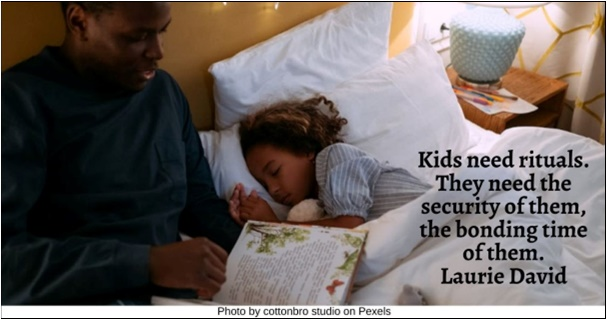 Kids need rituals.
They need the
security of them,
the bonding time
of them.
Laurie David
Photo by cottonbro studio on Pexels